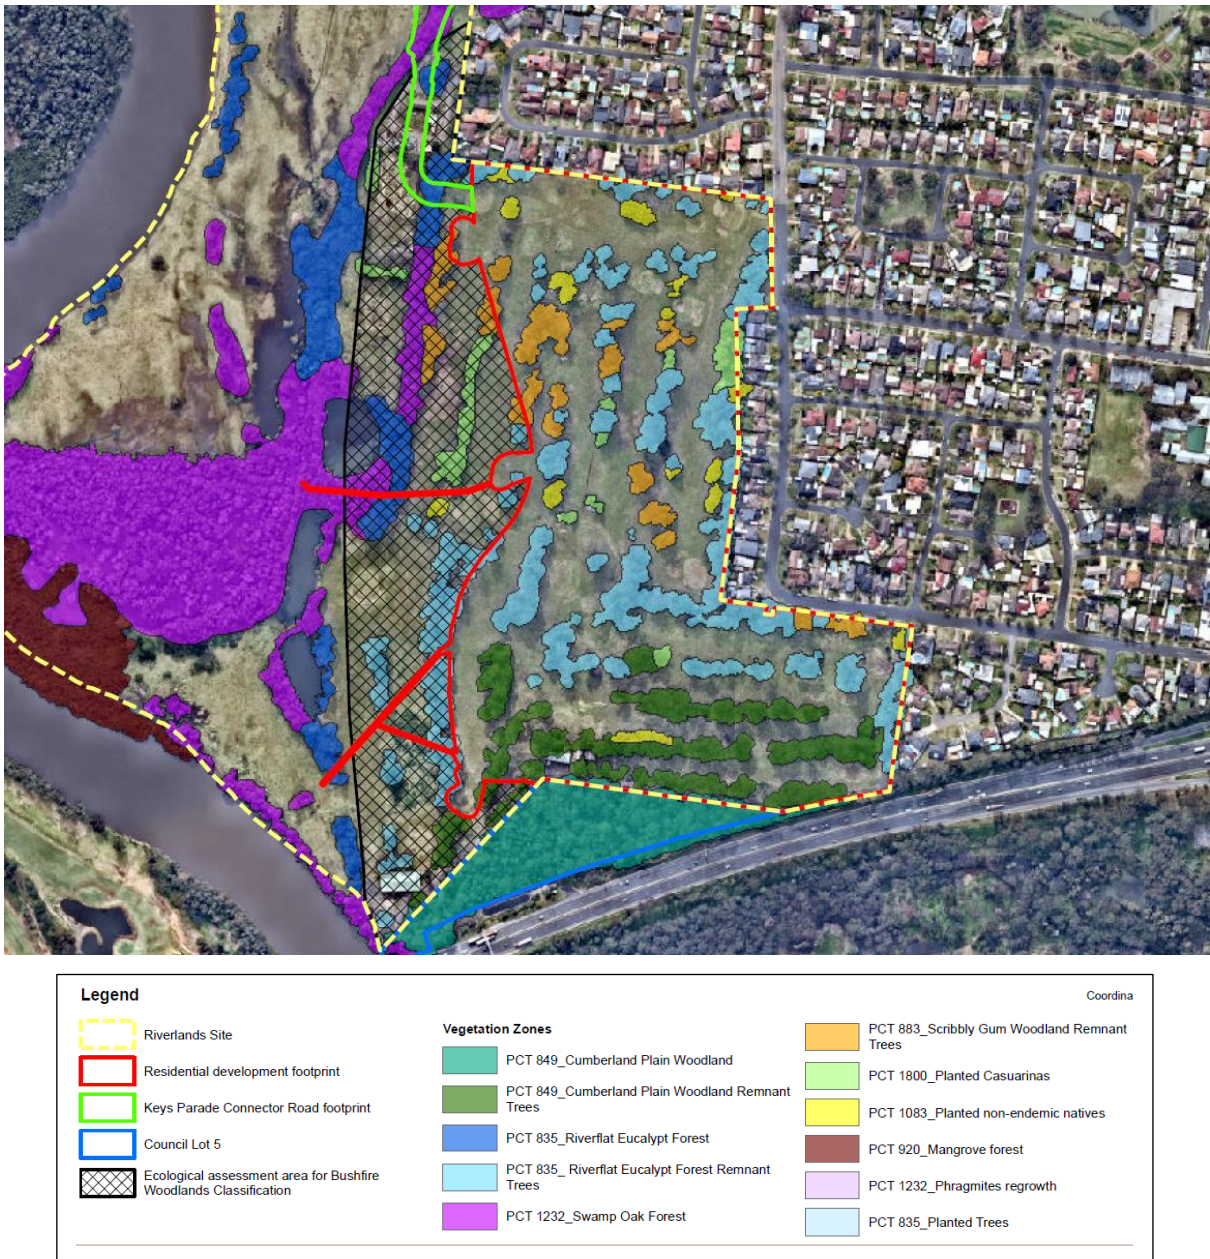 Legend
Coordina
Riverlands Site
Residential development footprint
Keys Parade Connector Road footprint
Council Lot 5
Ecological assessment area for Bushfire
Woodlands Classification
Vegetation Zones
PCT 849_Cumberland Plain Woodland
PCT 849_Cumberland Plain Woodland Remnant
Trees
PCT 835_Riverflat Eucalypt Forest
PCT 835_ Riverflat Eucalypt Forest Remnant
Trees
PCT 1232_Swamp Oak Forest
PCT 883_Scribbly Gum Woodland Remnant
Trees
PCT 1800_Planted Casuarinas
PCT 1083_Planted non-endemic natives
PCT 920_Mangrove forest
PCT 1232_Phragmites regrowth
PCT 835_Planted Trees